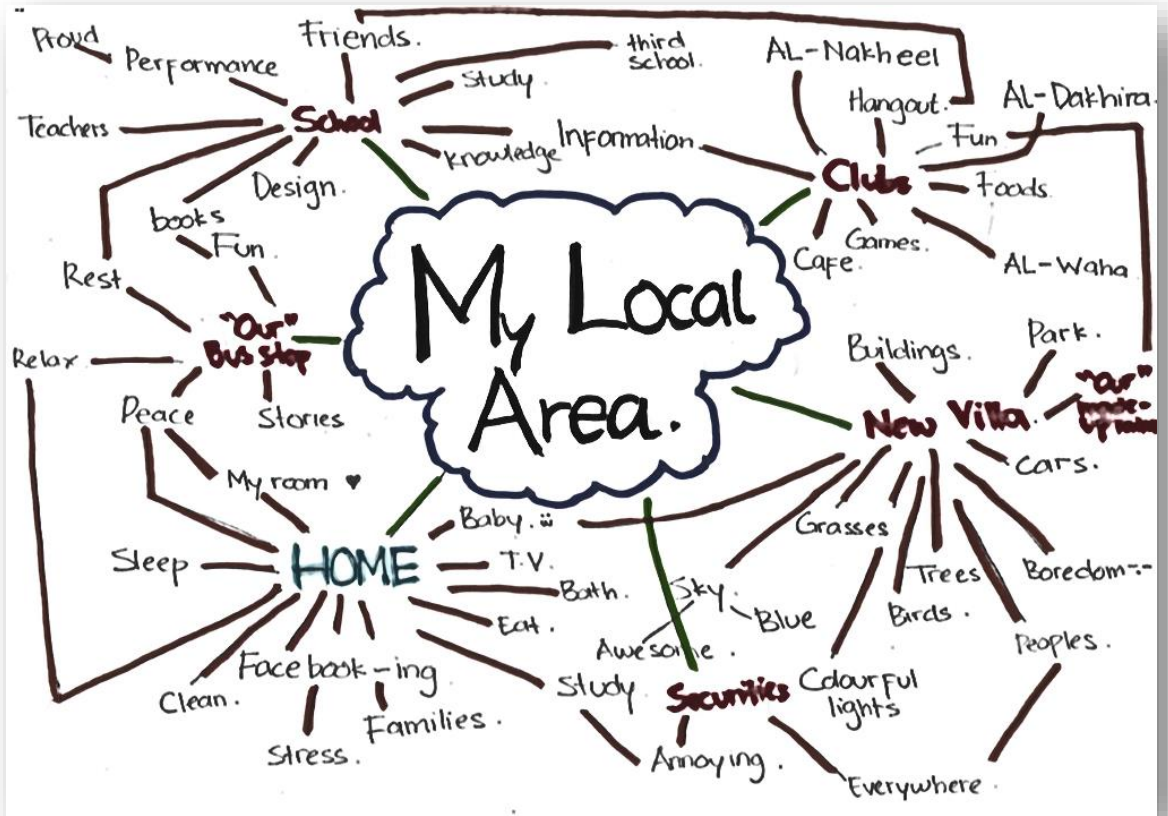 Proud
Performance
Friends.
third
school.
Study.
Teachers
School
Knowledge
Design.
books
Fun.
Rest
Information
AL-Nakheel
Hangout.
AL-Dakhira.
Fun
Clubs
Foods.
Cafe.
Games.
AL-Waha
My Local
Area.
"Our"
Bus stop
Relax
Peace
Stories
My room ♥
Buildings.
Park.
New Villa.
"Our"
Cars.
Grasses
Trees
Birds.
Boredom-:-
Peoples.
Sky.
Blue
Awesome.
Colourful
lights
HOME
Baby.
T.V.
Bath.
Eat.
Study
Sleep
Clean.
Facebook-ing
Families.
Stress.
Securities
Annoying.
Everywhere.